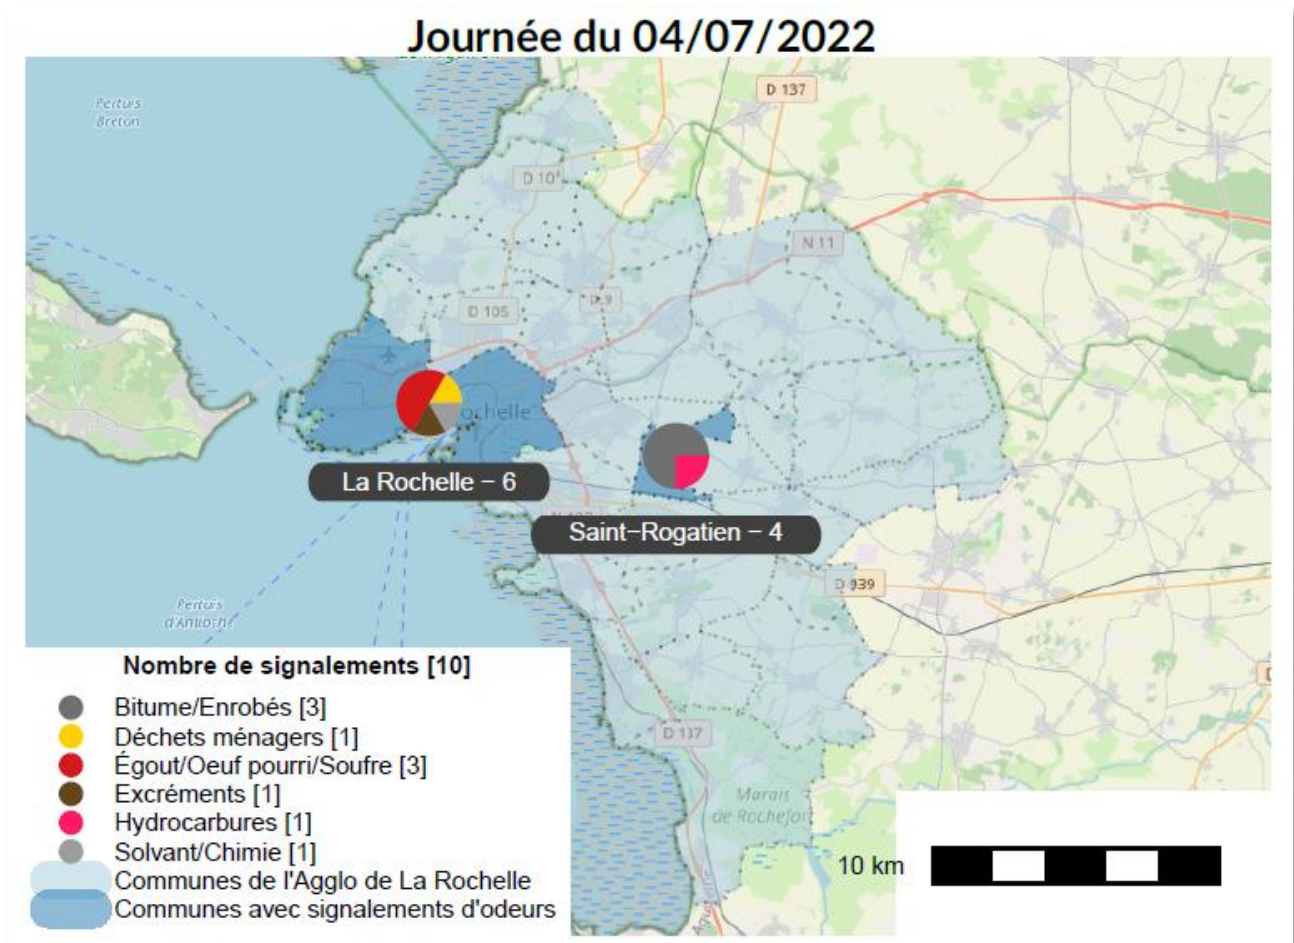 Journée du 04/07/2022
Pertuis
Breton
D 137
D 105
N 11
D 9
D 105
ochelle
La Rochelle − 6
Saint−Rogatien − 4
D 939
Pertuis
d'Antioche
D 137
Marais
de Rochefort
Nombre de signalements [10]
Bitume/Enrobés [3]
Déchets ménagers [1]
Égout/Oeuf pourri/Soufre [3]
Excréments [1]
Hydrocarbures [1]
Solvant/Chimie [1]
Communes de l'Agglo de La Rochelle
Communes avec signalements d'odeurs
10 km